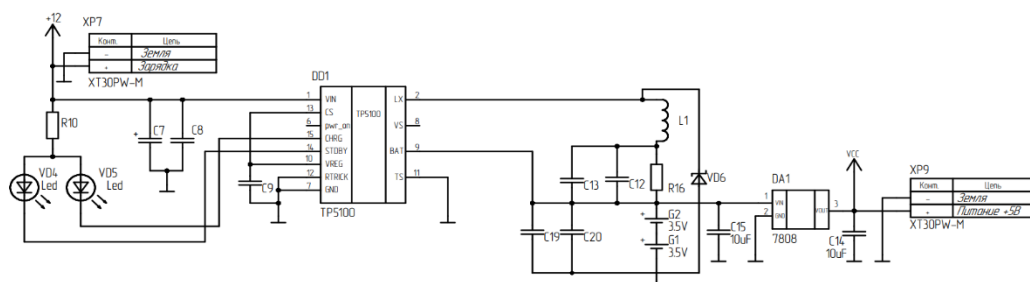 +12
XP7
Конт. Цепь
- Земля
+ Зарядка
XT30PW-M
R10
C7
C8
VD4
Led
VD5
Led
DD1
TP5100
1 VIN
13 CS
6 pwr_on
15 CHRG
14 STDBY
10 VREG
12 RTRICK
7 GND
LX 2
VS 8
BAT 9
TS 11
TP5100
C9
L1
C13
C12
R16
VD6
C19
C20
G2
3.5V
G1
3.5V
C15
10uF
DA1
1 VIN
2 GND
VOUT 3
7808
VCC
C14
10uF
XP9
Конт. Цепь
- Земля
+ Питание +5В
XT30PW-M